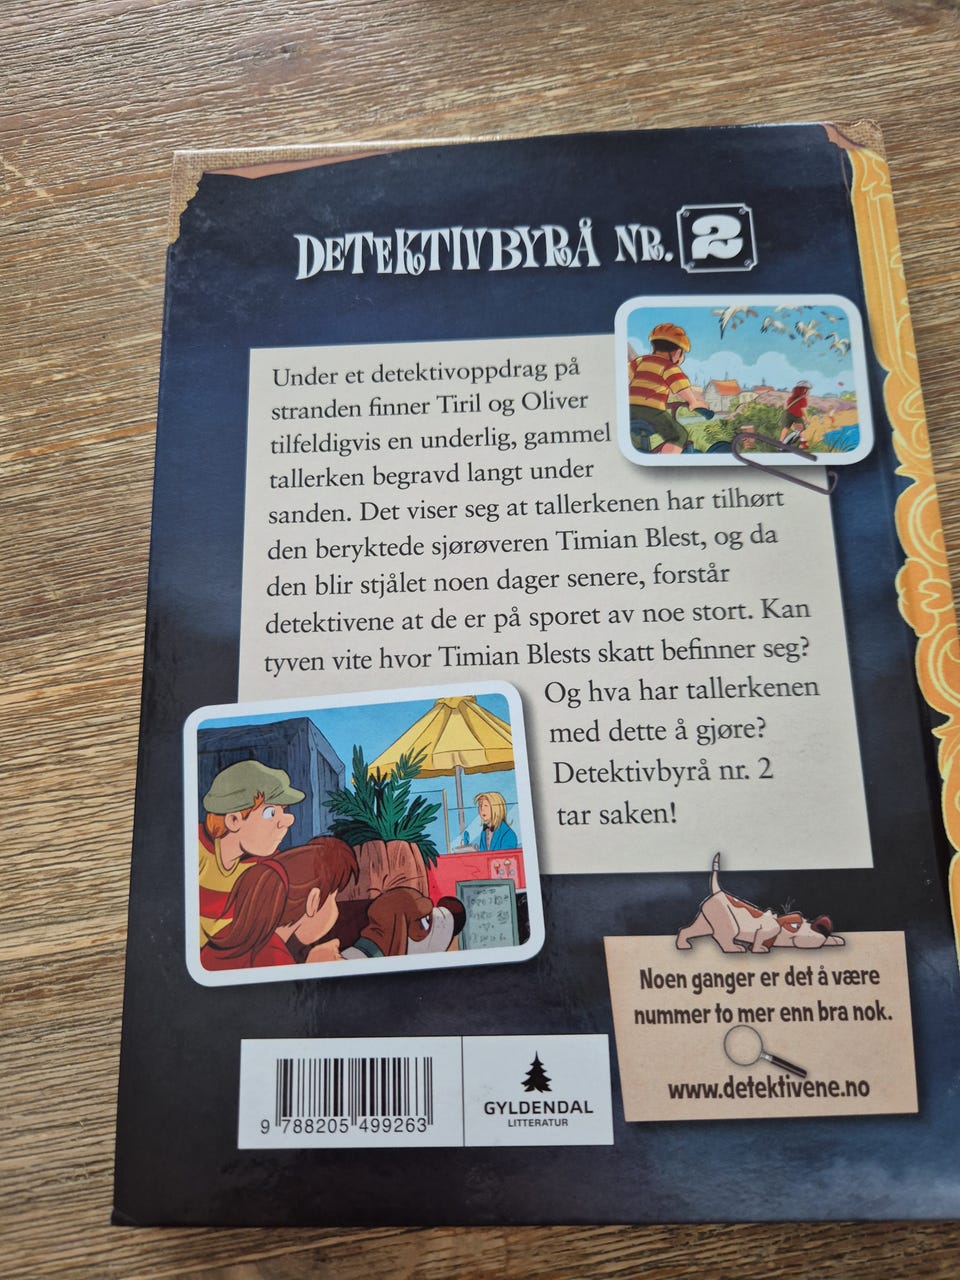 DETEKTIVBYRÅ NR. 2
Under et detektivoppdrag på
stranden finner Tiril og Oliver
tilfeldigvis en underlig, gammel
tallerken begravd langt under
sanden. Det viser seg at tallerkenen har tilhørt
den beryktede sjørøveren Timian Blest, og da
den blir stjålet noen dager senere, forstår
detektivene at de er på sporet av noe stort. Kan
tyven vite hvor Timian Blests skatt befinner seg?
Og hva har tallerkenen
med dette å gjøre?
Detektivbyrå nr. 2
tar saken!
Noen ganger er det å være
nummer to mer enn bra nok.
www.detektivene.no
9 788205 499263
GYLDENDAL
LITTERATUR